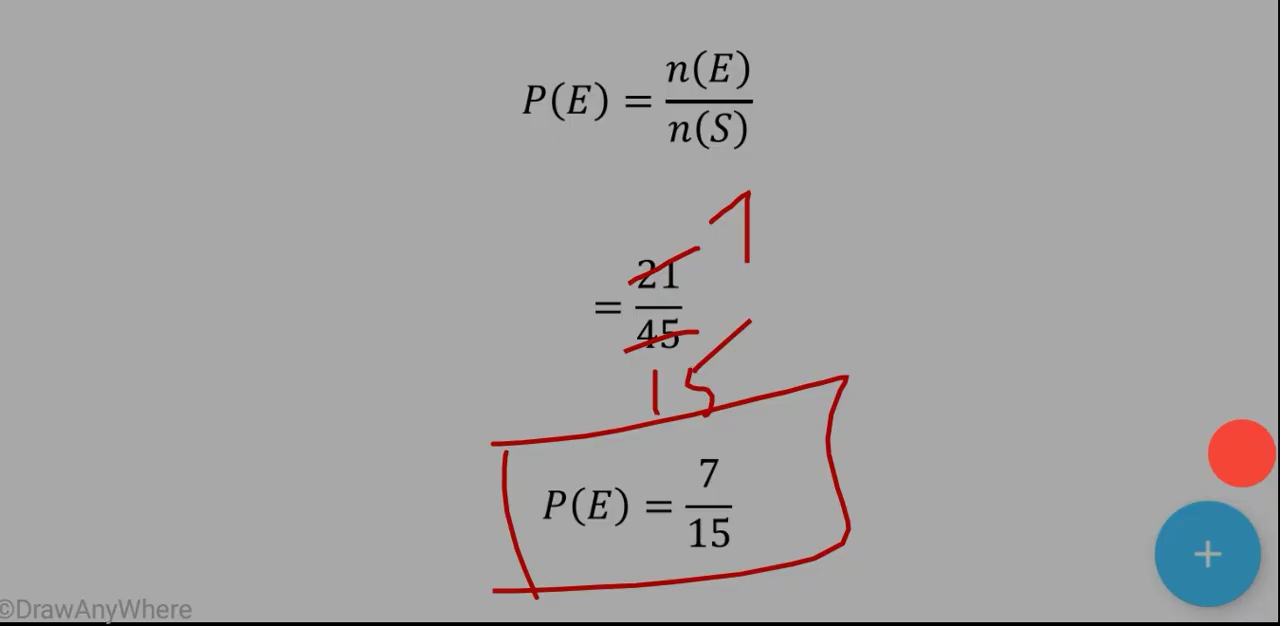 P(E) = n(E)/n(S)
7
= 21/45
15
P(E) = 7/15
+
©DrawAnyWhere